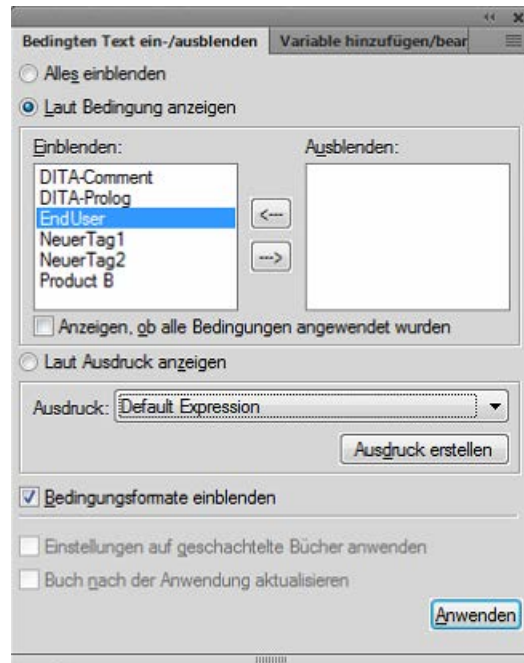 Bedingten Text ein-/ausblenden Variable hinzufügen/bear
Alles einblenden
Laut Bedingung anzeigen
Einblenden: Ausblenden:
DITA-Comment
DITA-Prolog
EndUser
NeuerTag1
NeuerTag2
Product B
<---
--->
Anzeigen, ob alle Bedingungen angewendet wurden
Laut Ausdruck anzeigen
Ausdruck: Default Expression
Ausdruck erstellen
Bedingungsformate einblenden
Einstellungen auf geschachtelte Bücher anwenden
Buch nach der Anwendung aktualisieren
Anwenden